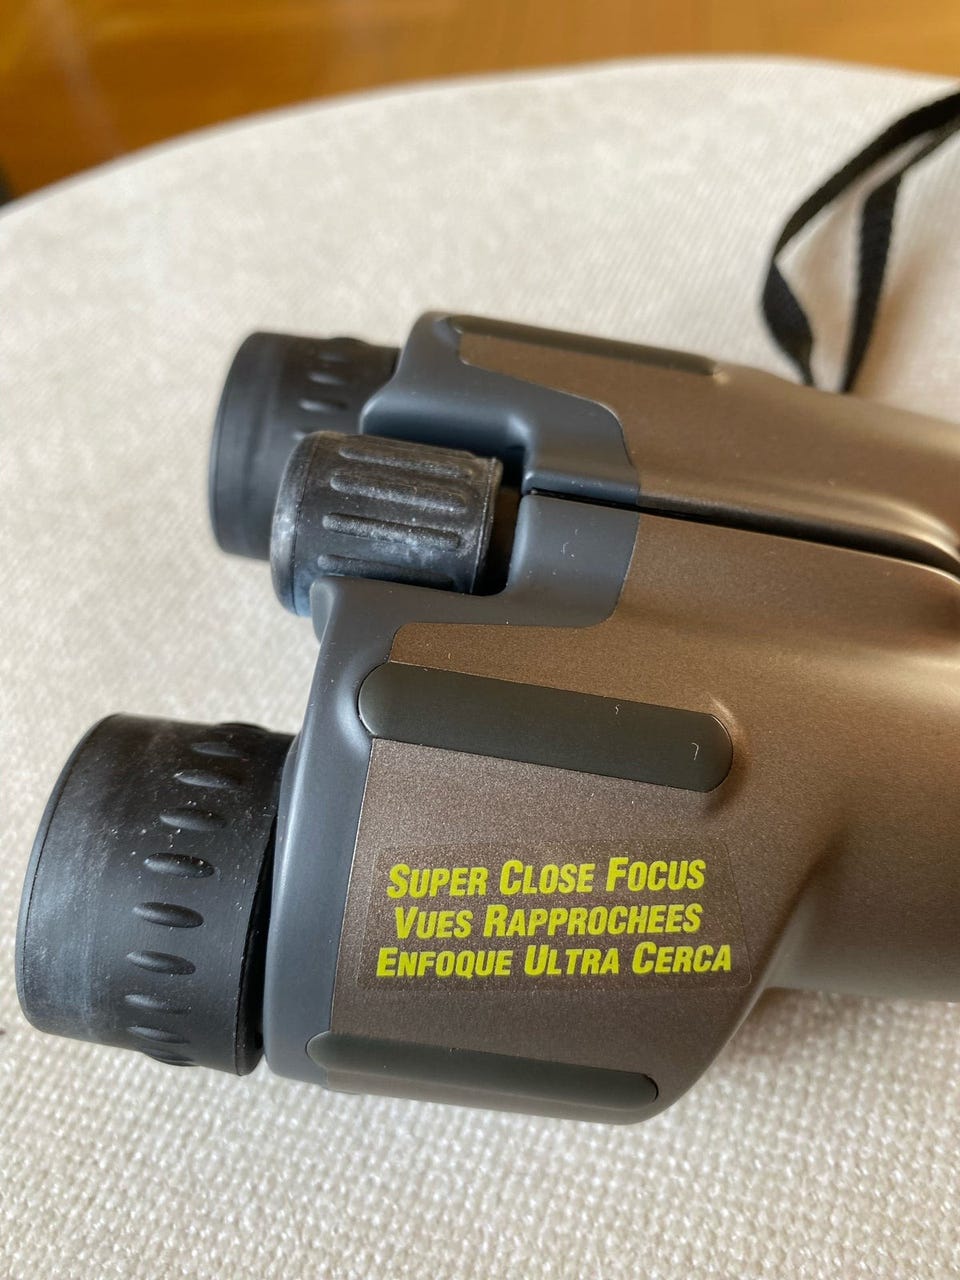 SUPER CLOSE FOCUS
VUES RAPPROCHEES
ENFOQUE ULTRA CERCA